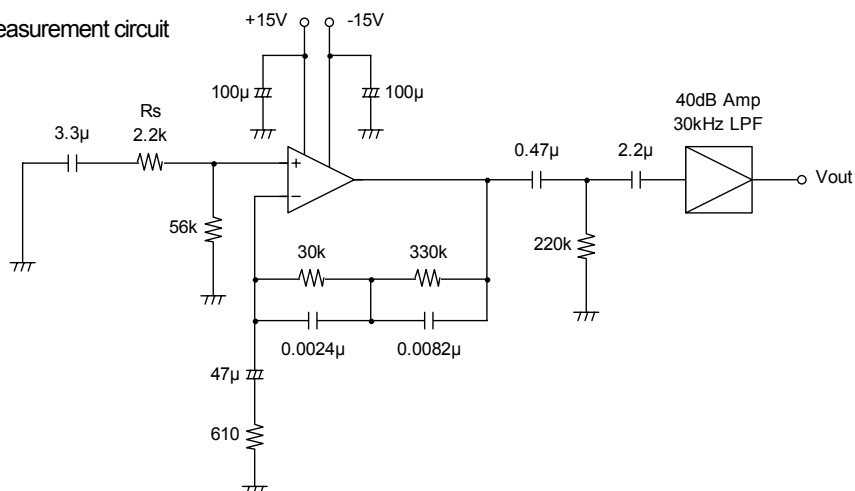 easurement circuit
+15V
-15V
100µ
100µ
40dB Amp
30kHz LPF
3.3µ
Rs
2.2k
0.47µ
2.2µ
+
−
Vout
56k
30k
330k
220k
0.0024µ
0.0082µ
47µ
610